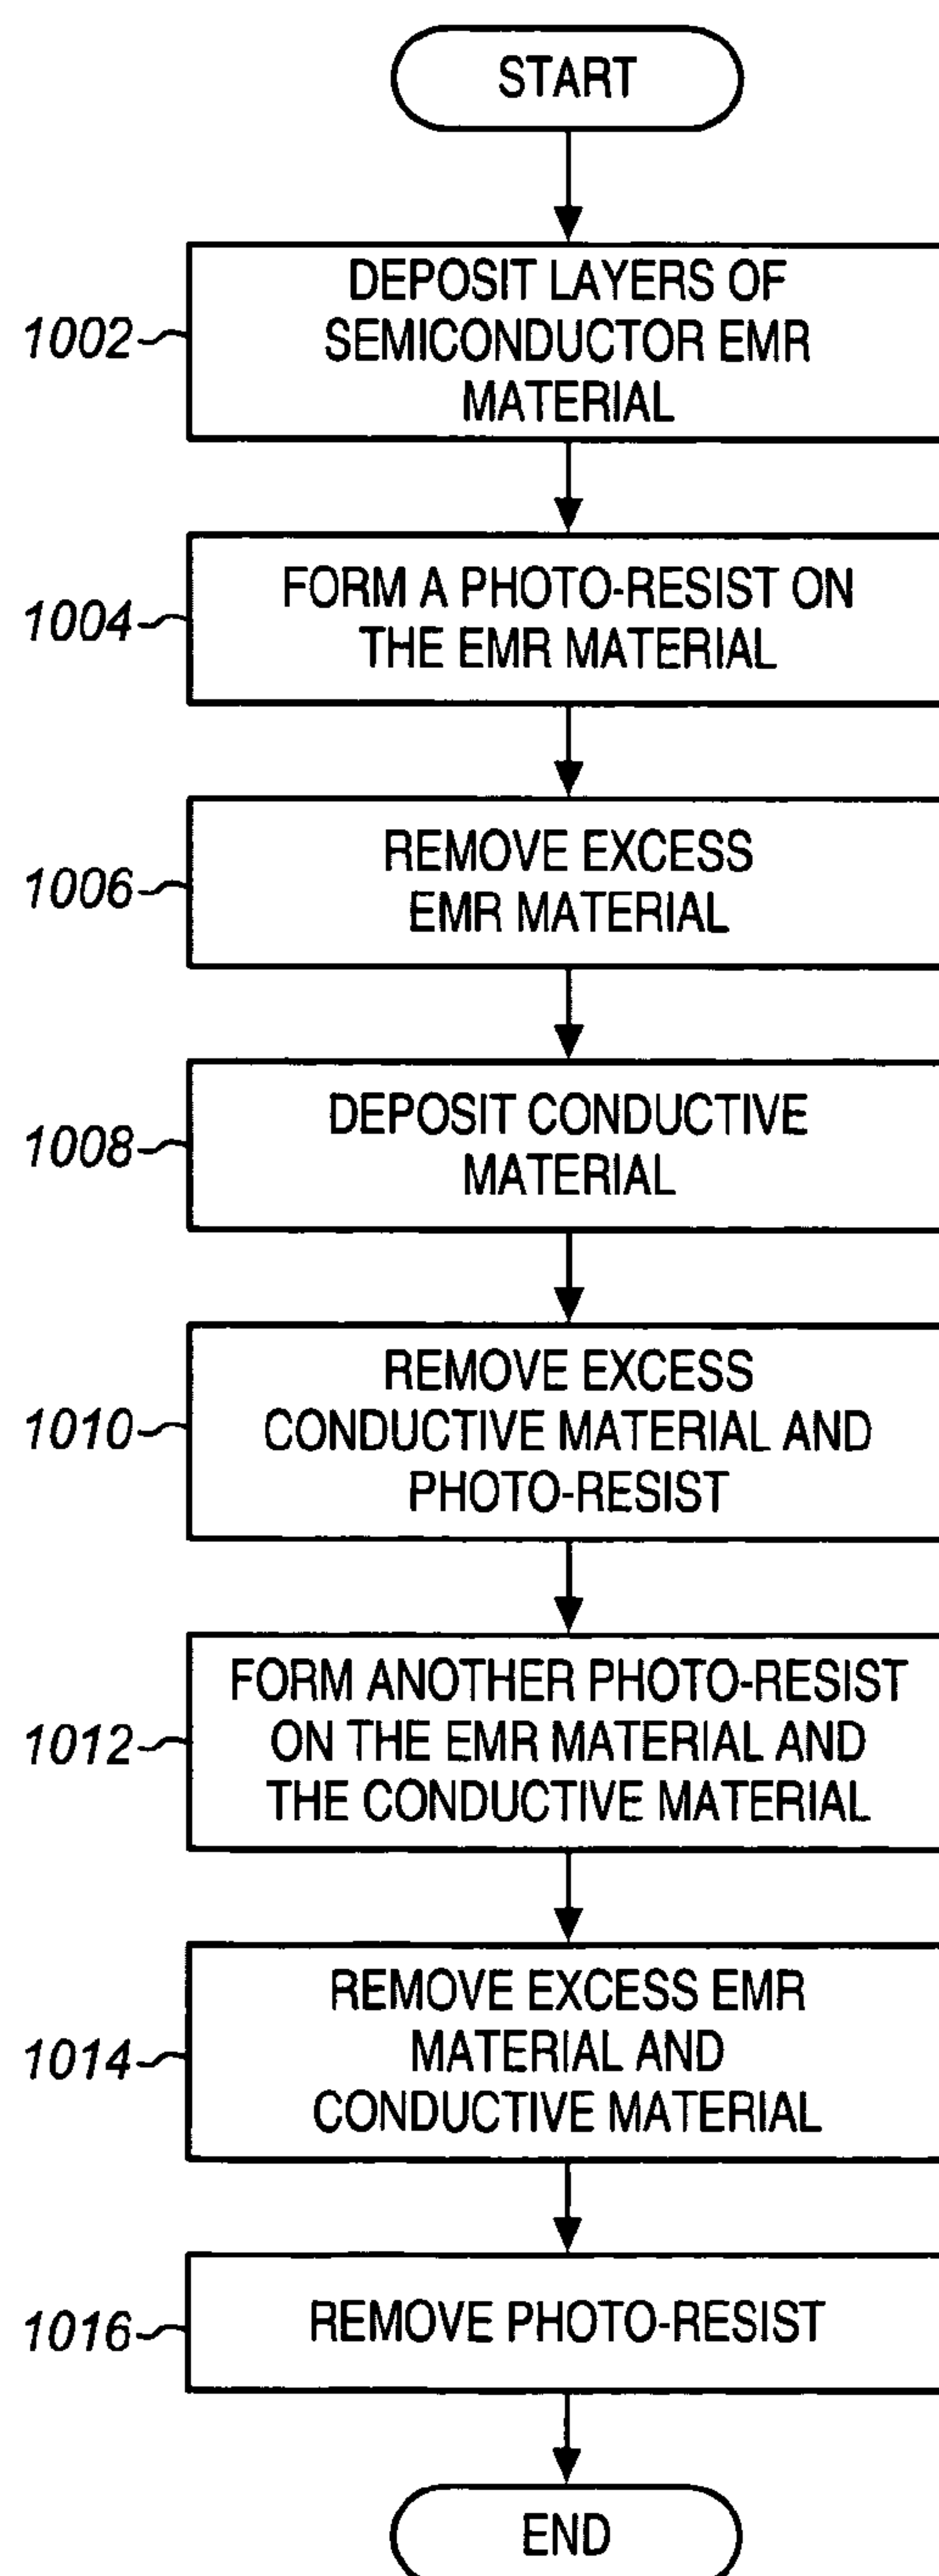 START
1002
DEPOSIT LAYERS OF
SEMICONDUCTOR EMR
MATERIAL
1004
FORM A PHOTO-RESIST ON
THE EMR MATERIAL
1006
REMOVE EXCESS
EMR MATERIAL
1008
DEPOSIT CONDUCTIVE
MATERIAL
1010
REMOVE EXCESS
CONDUCTIVE MATERIAL AND
PHOTO-RESIST
1012
FORM ANOTHER PHOTO-RESIST
ON THE EMR MATERIAL AND
THE CONDUCTIVE MATERIAL
1014
REMOVE EXCESS EMR
MATERIAL AND
CONDUCTIVE MATERIAL
1016
REMOVE PHOTO-RESIST
END